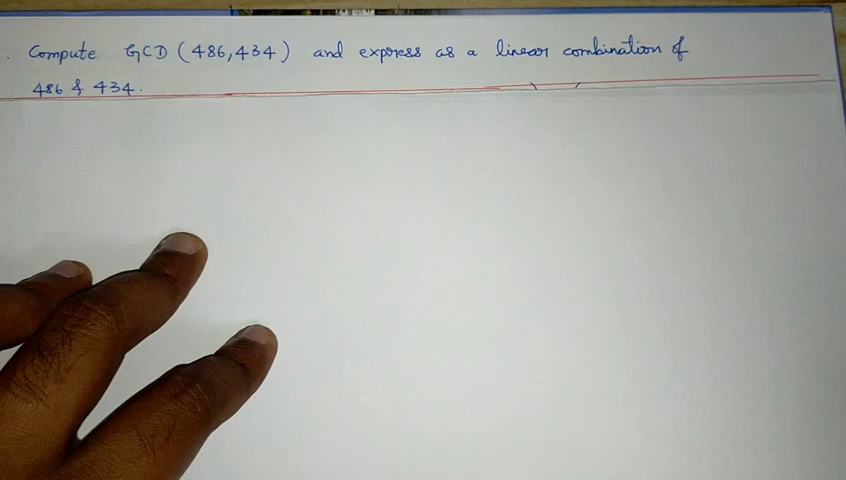 . Compute GCD (486,434) and express as a linear combination of
486 & 434.